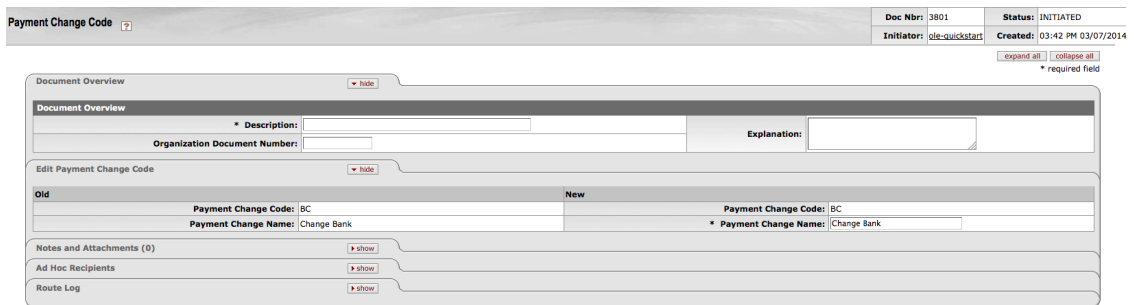 Payment Change Code ?
Doc Nbr: 3801 Status: INITIATED
Initiator: ole-quickstart Created: 03:42 PM 03/07/2014
expand all collapse all
* required field
Document Overview hide
Document Overview
* Description: Explanation:
Organization Document Number:
Edit Payment Change Code hide
Old New
Payment Change Code: BC Payment Change Code: BC
Payment Change Name: Change Bank * Payment Change Name: Change Bank
Notes and Attachments (0) show
Ad Hoc Recipients show
Route Log show